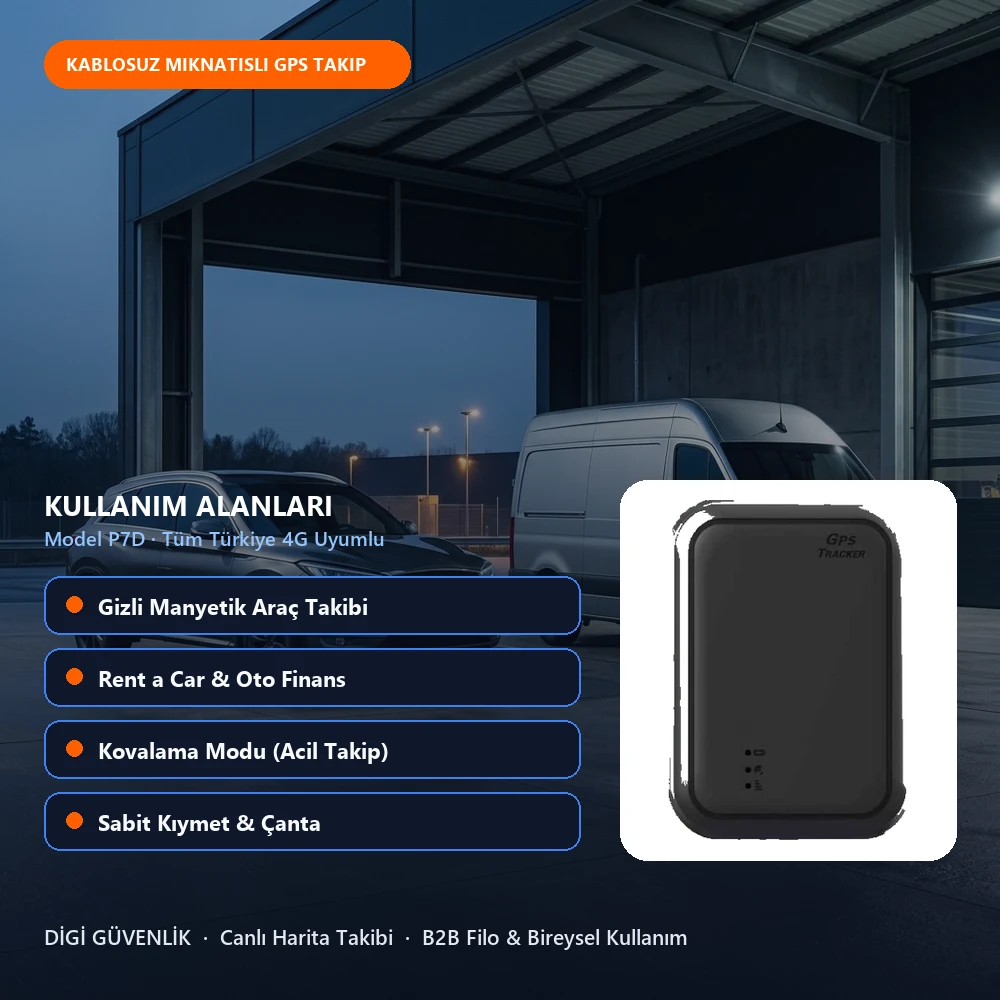 KABLOSUZ MIKNATISLI GPS TAKIP
KULLANIM ALANLARI
Model P7D · Tüm Türkiye 4G Uyumlu
Gizli Manyetik Araç Takibi
Rent a Car & Oto Finans
Kovalama Modu (Acil Takip)
Sabit Kıymet & Çanta
GPS
TRACKER
DİGİ GÜVENLİK · Canlı Harita Takibi · B2B Filo & Bireysel Kullanım